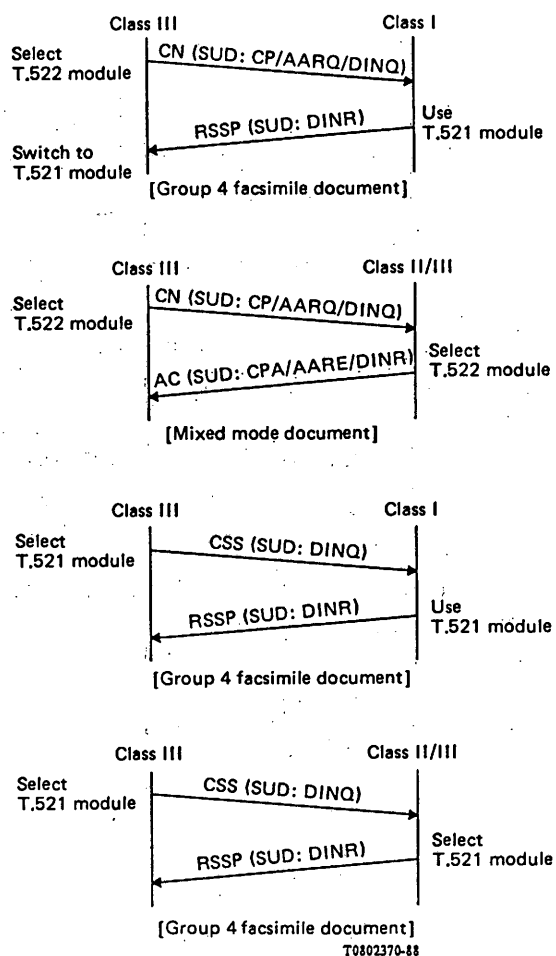 Class III Class I
Select
T.522 module
CN (SUD: CP/AARQ/DINQ)
RSSP (SUD: DINR)
Use
T.521 module
Switch to
T.521 module
[Group 4 facsimile document]
Class III Class II/III
Select
T.522 module
CN (SUD: CP/AARQ/DINQ)
AC (SUD: CPA/AARE/DINR)
Select
T.522 module
[Mixed mode document]
Class III Class I
Select
T.521 module
CSS (SUD: DINQ)
RSSP (SUD: DINR)
Use
T.521 module
[Group 4 facsimile document]
Class III Class II/III
Select
T.521 module
CSS (SUD: DINQ)
RSSP (SUD: DINR)
Select
T.521 module
[Group 4 facsimile document]
T0802370-88